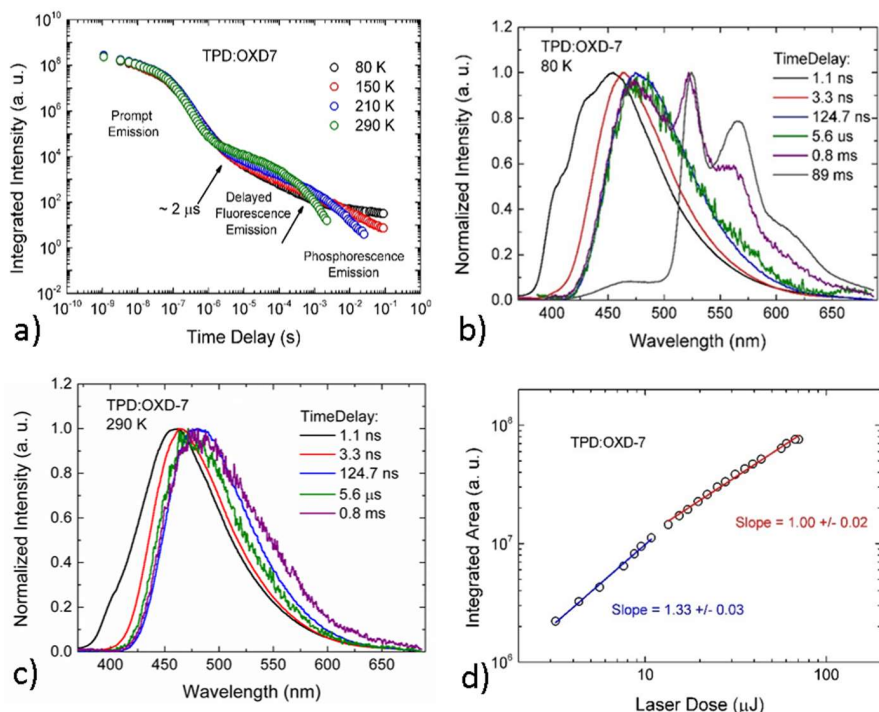 a)
Integrated Intensity (a. u.)
10^10
10^8
10^6
10^4
10^2
10^0
10^-2
TPD:OXD7
80 K
150 K
210 K
290 K
Prompt
Emission
~ 2 μs
Delayed
Fluorescence
Emission
Phosphorescence
Emission
10^-10 10^-9 10^-8 10^-7 10^-6 10^-5 10^-4 10^-3 10^-2 10^-1 10^0
Time Delay (s)
b)
Normalized Intensity (a. u.)
1.2
1.0
0.8
0.6
0.4
0.2
0.0
TPD:OXD-7
80 K
TimeDelay:
1.1 ns
3.3 ns
124.7 ns
5.6 us
0.8 ms
89 ms
400 450 500 550 600 650
Wavelength (nm)
c)
Normalized Intensity (a. u.)
1.2
1.0
0.8
0.6
0.4
0.2
0.0
TPD:OXD-7
290 K
TimeDelay:
1.1 ns
3.3 ns
124.7 ns
5.6 μs
0.8 ms
400 450 500 550 600 650
Wavelength (nm)
d)
Integrated Area (a. u.)
10^8
10^7
10^6
TPD:OXD-7
Slope = 1.00 +/- 0.02
Slope = 1.33 +/- 0.03
10 100
Laser Dose (μJ)